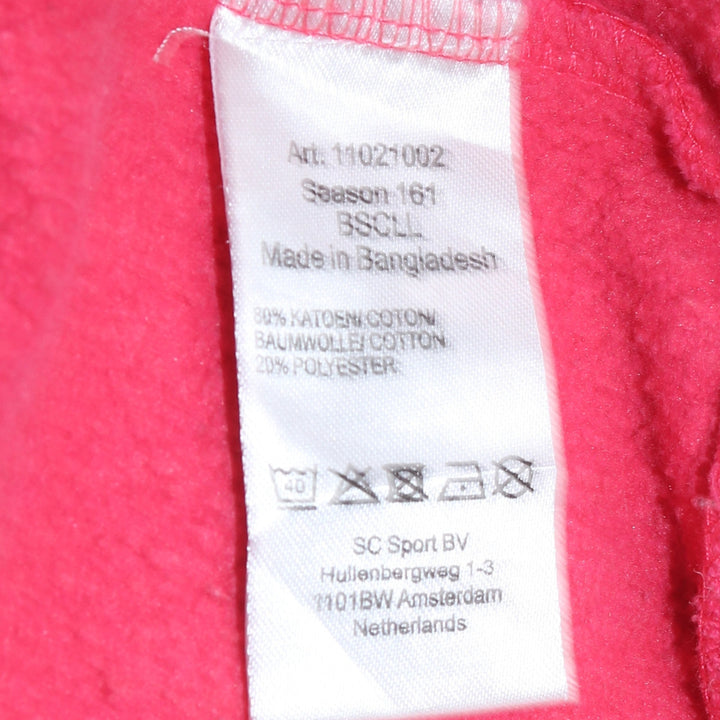 Art: 11021002
Season 161
BSCLL
Made in Bangladesh
80% KATOEN/ COTON/
BAUMWOLLE/ COTTON
20% POLYESTER
40
SC Sport BV
Hullenbergweg 1-3
1101BW Amsterdam
Netherlands